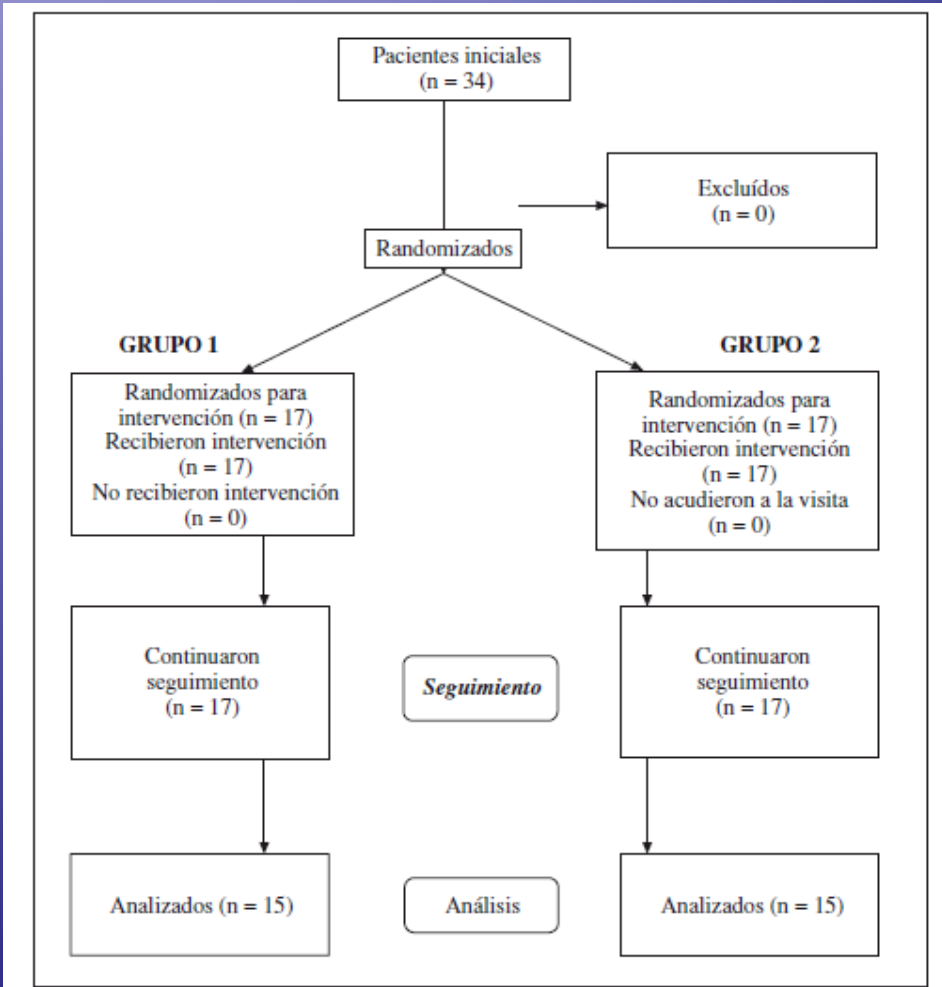 Pacientes iniciales
(n = 34)
Excluídos
(n = 0)
Randomizados
GRUPO 1
GRUPO 2
Randomizados para
intervención (n = 17)
Recibieron intervención
(n = 17)
No recibieron intervención
(n = 0)
Randomizados para
intervención (n = 17)
Recibieron intervención
(n = 17)
No acudieron a la visita
(n = 0)
Continuaron
seguimiento
(n = 17)
Seguimiento
Continuaron
seguimiento
(n = 17)
Analizados (n = 15)
Análisis
Analizados (n = 15)